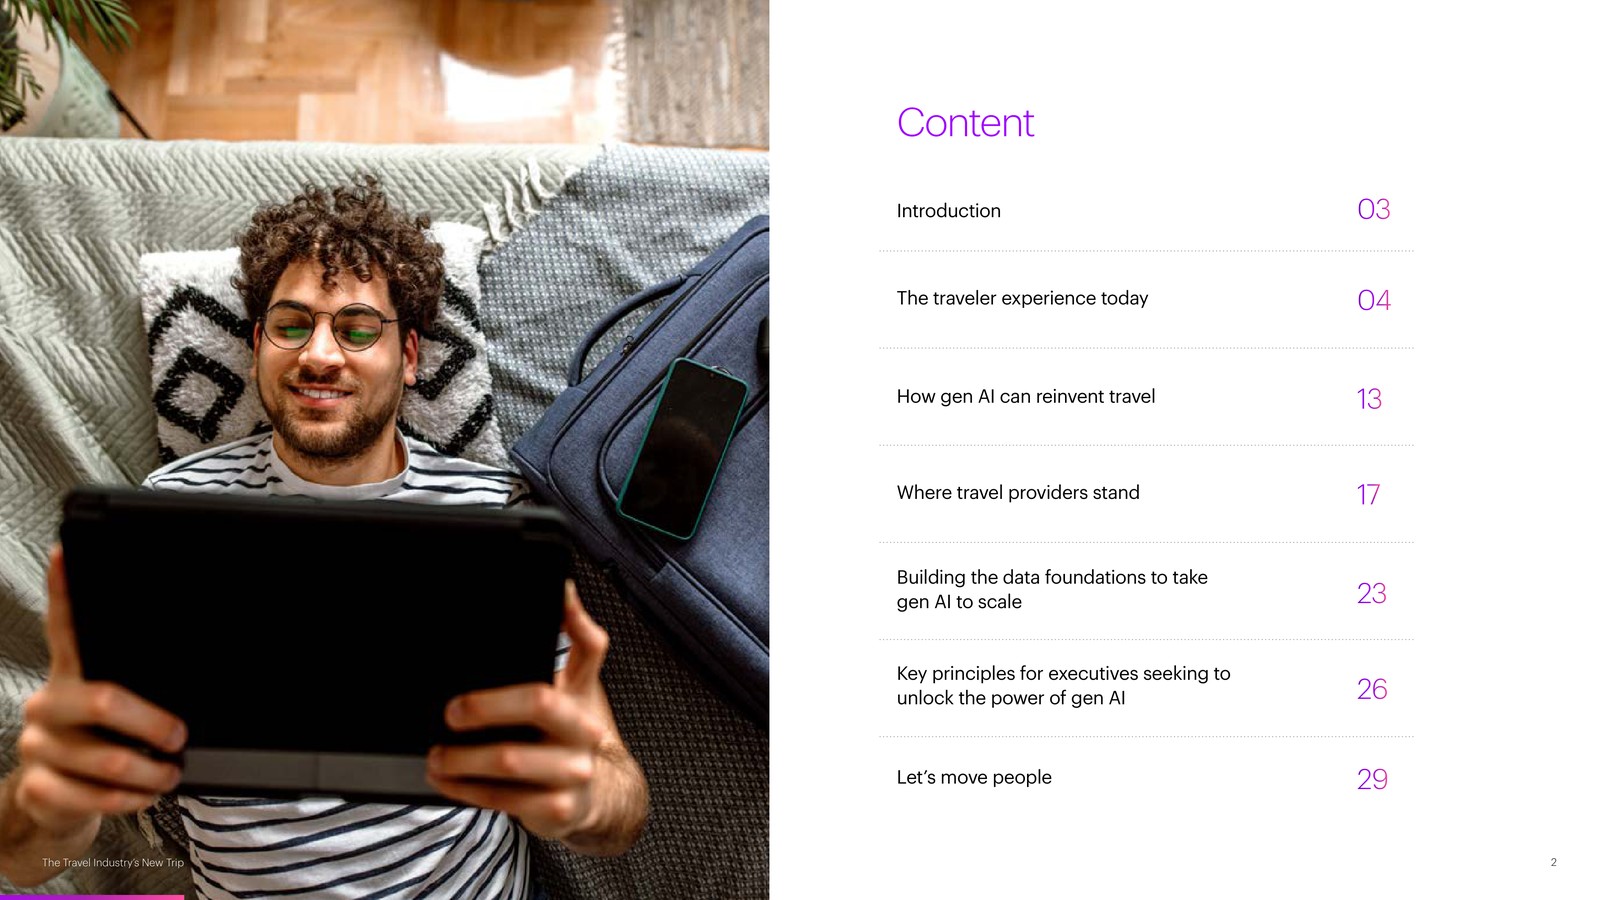 Content
Introduction 03
The traveler experience today 04
How gen AI can reinvent travel 13
Where travel providers stand 17
Building the data foundations to take
gen AI to scale 23
Key principles for executives seeking to
unlock the power of gen AI 26
Let’s move people 29
The Travel Industry’s New Trip
2